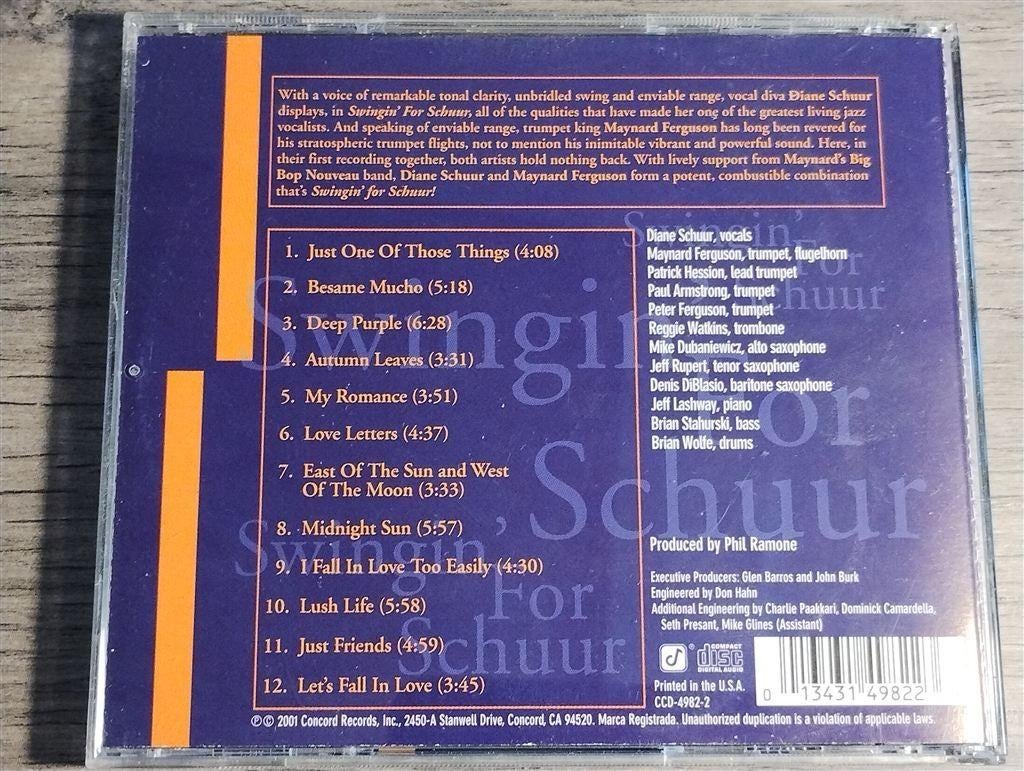 With a voice of remarkable tonal clarity, unbridled swing and enviable range, vocal diva Diane Schuur
displays, in Swingin' For Schuur, all of the qualities that have made her one of the greatest living jazz
vocalists. And speaking of enviable range, trumpet king Maynard Ferguson has long been revered for
his stratospheric trumpet flights, not to mention his inimitable vibrant and powerful sound. Here, in
their first recording together, both artists hold nothing back. With lively support from Maynard's Big
Bop Nouveau band, Diane Schuur and Maynard Ferguson form a potent, combustible combination
that's Swingin' for Schuur!
1. Just One Of Those Things (4:08)
2. Besame Mucho (5:18)
3. Deep Purple (6:28)
4. Autumn Leaves (3:31)
5. My Romance (3:51)
6. Love Letters (4:37)
7. East Of The Sun and West
Of The Moon (3:33)
8. Midnight Sun (5:57)
9. I Fall In Love Too Easily (4:30)
10. Lush Life (5:58)
11. Just Friends (4:59)
12. Let's Fall In Love (3:45)
Swingin'
For
Schuur
Swingin'
For
Schuur
Swingin'
For
Schuur
Diane Schuur, vocals
Maynard Ferguson, trumpet, flugelhorn
Patrick Hession, lead trumpet
Paul Armstrong, trumpet
Peter Ferguson, trumpet
Reggie Watkins, trombone
Mike Dubaniewicz, alto saxophone
Jeff Rupert, tenor saxophone
Denis DiBlasio, baritone saxophone
Jeff Lashway, piano
Brian Stahurski, bass
Brian Wolfe, drums
Produced by Phil Ramone
Executive Producers: Glen Barros and John Burk
Engineered by Don Hahn
Additional Engineering by Charlie Paakkari, Dominick Camardella,
Seth Presant, Mike Glines (Assistant)
COMPACT
disc
DIGITAL AUDIO
Printed in the U.S.A.
CCD-4982-2
0 13431 49822
℗© 2001 Concord Records, Inc., 2450-A Stanwell Drive, Concord, CA 94520. Marca Registrada. Unauthorized duplication is a violation of applicable laws.